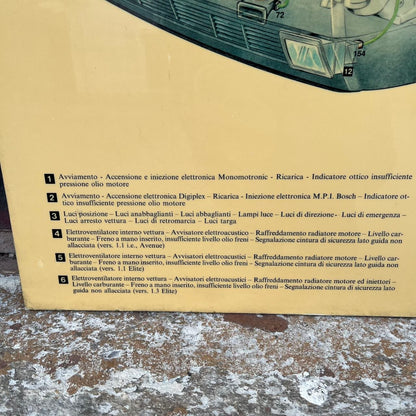 72
154
12
1 Avviamento - Accensione e iniezione elettronica Monomotronic - Ricarica - Indicatore ottico insufficiente
pressione olio motore
2 Avviamento - Accensione elettronica Digiplex - Ricarica - Iniezione elettronica M.P.I. Bosch - Indicatore ot-
tico insufficiente pressione olio motore
3 Luci posizione – Luci anabbaglianti – Luci abbaglianti – Lampi luce – Luci di direzione – Luci di emergenza –
Luci arresto vettura – Luci di retromarcia – Luci targa
4 Elettroventilatore interno vettura – Avvisatori elettroacustico – Raffreddamento radiatore motore – Livello car-
burante – Freno a mano inserito, insufficiente livello olio freni – Segnalazione cintura di sicurezza lato guida non
allacciata (vers. 1.1 i.e., Avenue)
5 Elettroventilatore interno vettura – Avvisatori elettroacustici – Raffreddamento radiatore motore – Livello car-
burante – Freno a mano inserito, insufficiente livello olio freni – Segnalazione cintura di sicurezza lato guida non
allacciata (vers. 1.1 Elite)
6 Elettroventilatore interno vettura – Avvisatori elettroacustici – Raffreddamento radiatore motore ed iniettori –
Livello carburante – Freno a mano inserito, insufficiente livello olio freni – Segnalazione cintura di sicurezza lato
guida non allacciata (vers. 1.3 Elite)